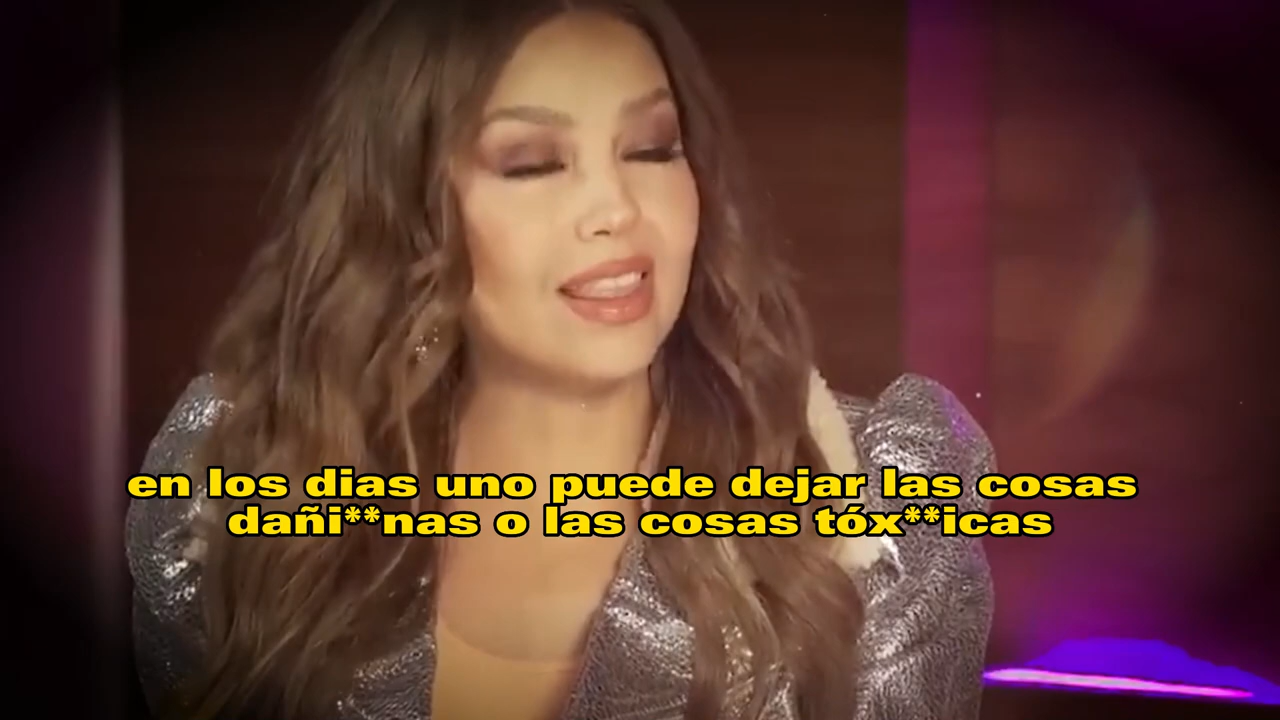 en los dias uno puede dejar las cosas
dañi**nas o las cosas tóx**icas